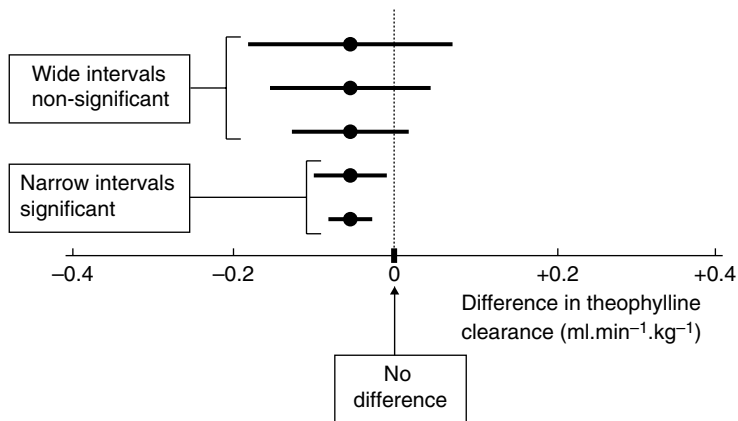 Wide intervals
non-significant
Narrow intervals
significant
–0.4
–0.2
0
+0.2
+0.4
Difference in theophylline
clearance (ml.min⁻¹.kg⁻¹)
No
difference